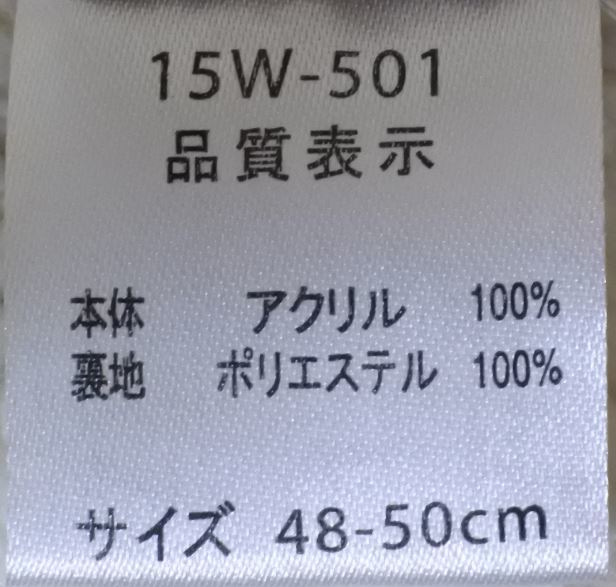 15W-501
品質表示
本体 アクリル 100%
裏地 ポリエステル 100%
サイズ 48-50cm